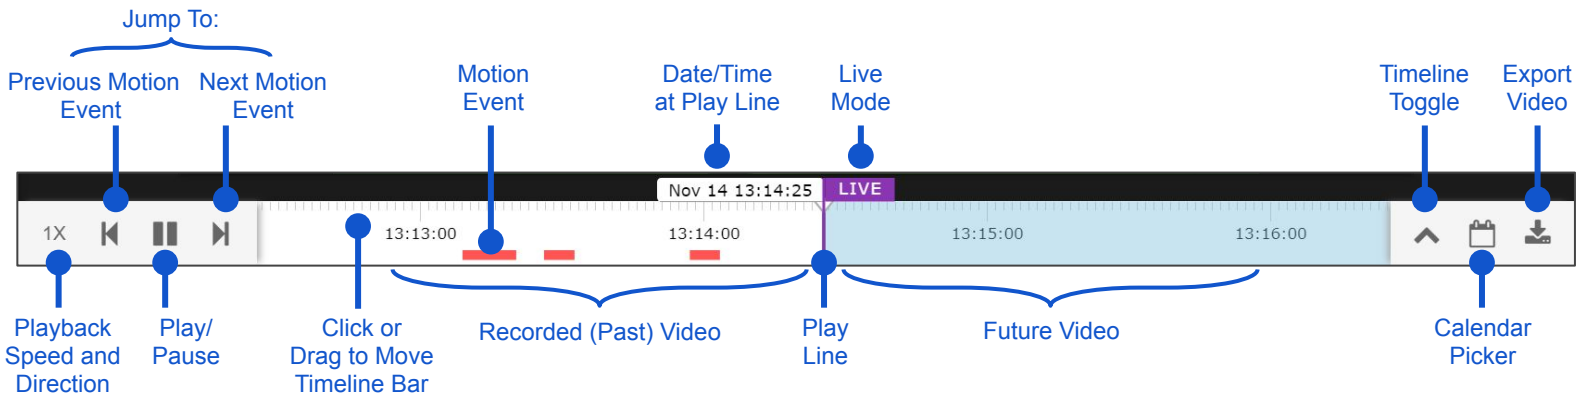 Jump To:
Previous Motion
Event
Next Motion
Event
Motion
Event
Date/Time
at Play Line
Live
Mode
Timeline
Toggle
Export
Video
Nov 14 13:14:25
LIVE
1X
13:13:00
13:14:00
13:15:00
13:16:00
Playback
Speed and
Direction
Play/
Pause
Click or
Drag to Move
Timeline Bar
Recorded (Past) Video
Play
Line
Future Video
Calendar
Picker